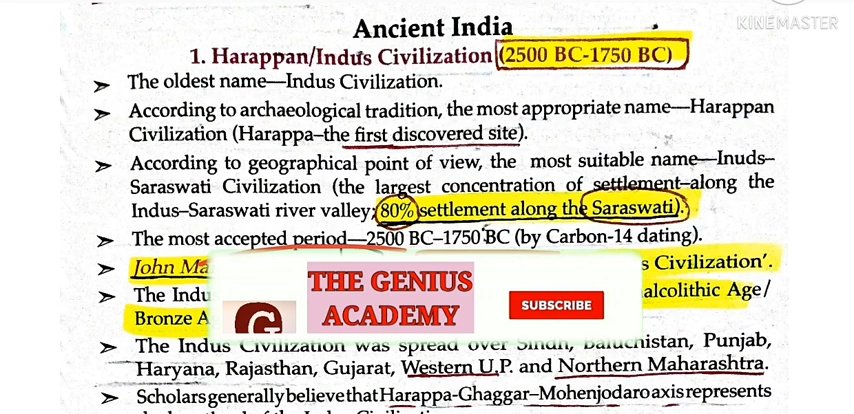 KINEMASTER
Ancient India
1. Harappan/Indus Civilization (2500 BC-1750 BC)
➢ The oldest name—Indus Civilization.
➢ According to archaeological tradition, the most appropriate name—Harappan
Civilization (Harappa–the first discovered site).
➢ According to geographical point of view, the most suitable name—Inuds–
Saraswati Civilization (the largest concentration of settlement–along the
Indus–Saraswati river valley; 80% settlement along the Saraswati).
➢ The most accepted period—2500 BC–1750 BC (by Carbon-14 dating).
➢ John Ma s Civilization'.
➢ The Indu alcolithic Age/
Bronze A
THE GENIUS
ACADEMY
G
SUBSCRIBE
➢ The Indus Civilization was spread over Sindh, Baluchistan, Punjab,
Haryana, Rajasthan, Gujarat, Western U.P. and Northern Maharashtra.
➢ Scholars generally believe that Harappa-Ghaggar–Mohenjodaro axis represents